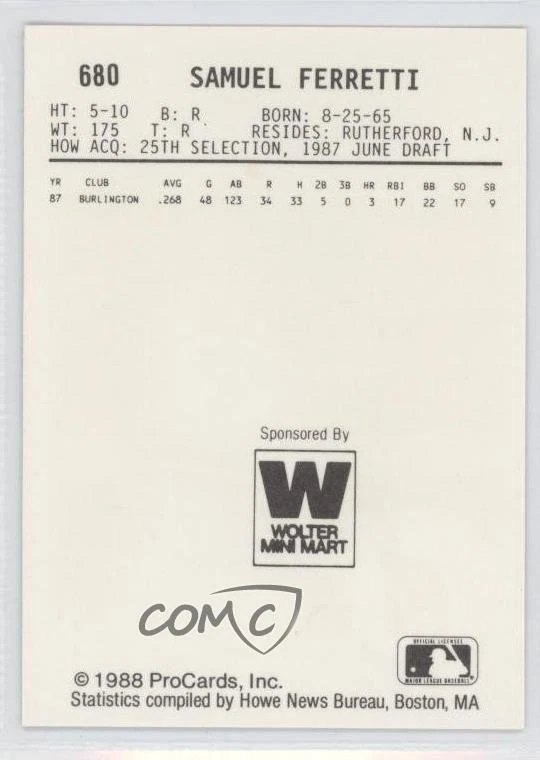 680 SAMUEL FERRETTI
HT: 5-10 B: R BORN: 8-25-65
WT: 175 T: R RESIDES: RUTHERFORD, N.J.
HOW ACQ: 25TH SELECTION, 1987 JUNE DRAFT
YR CLUB AVG G AB R H 2B 3B HR RBI BB SO SB
87 BURLINGTON .268 48 123 34 33 5 0 3 17 22 17 9
Sponsored By
W
WOLTER
MINI MART
COMC
OFFICIAL LICENSEE
MAJOR LEAGUE BASEBALL
© 1988 ProCards, Inc.
Statistics compiled by Howe News Bureau, Boston, MA